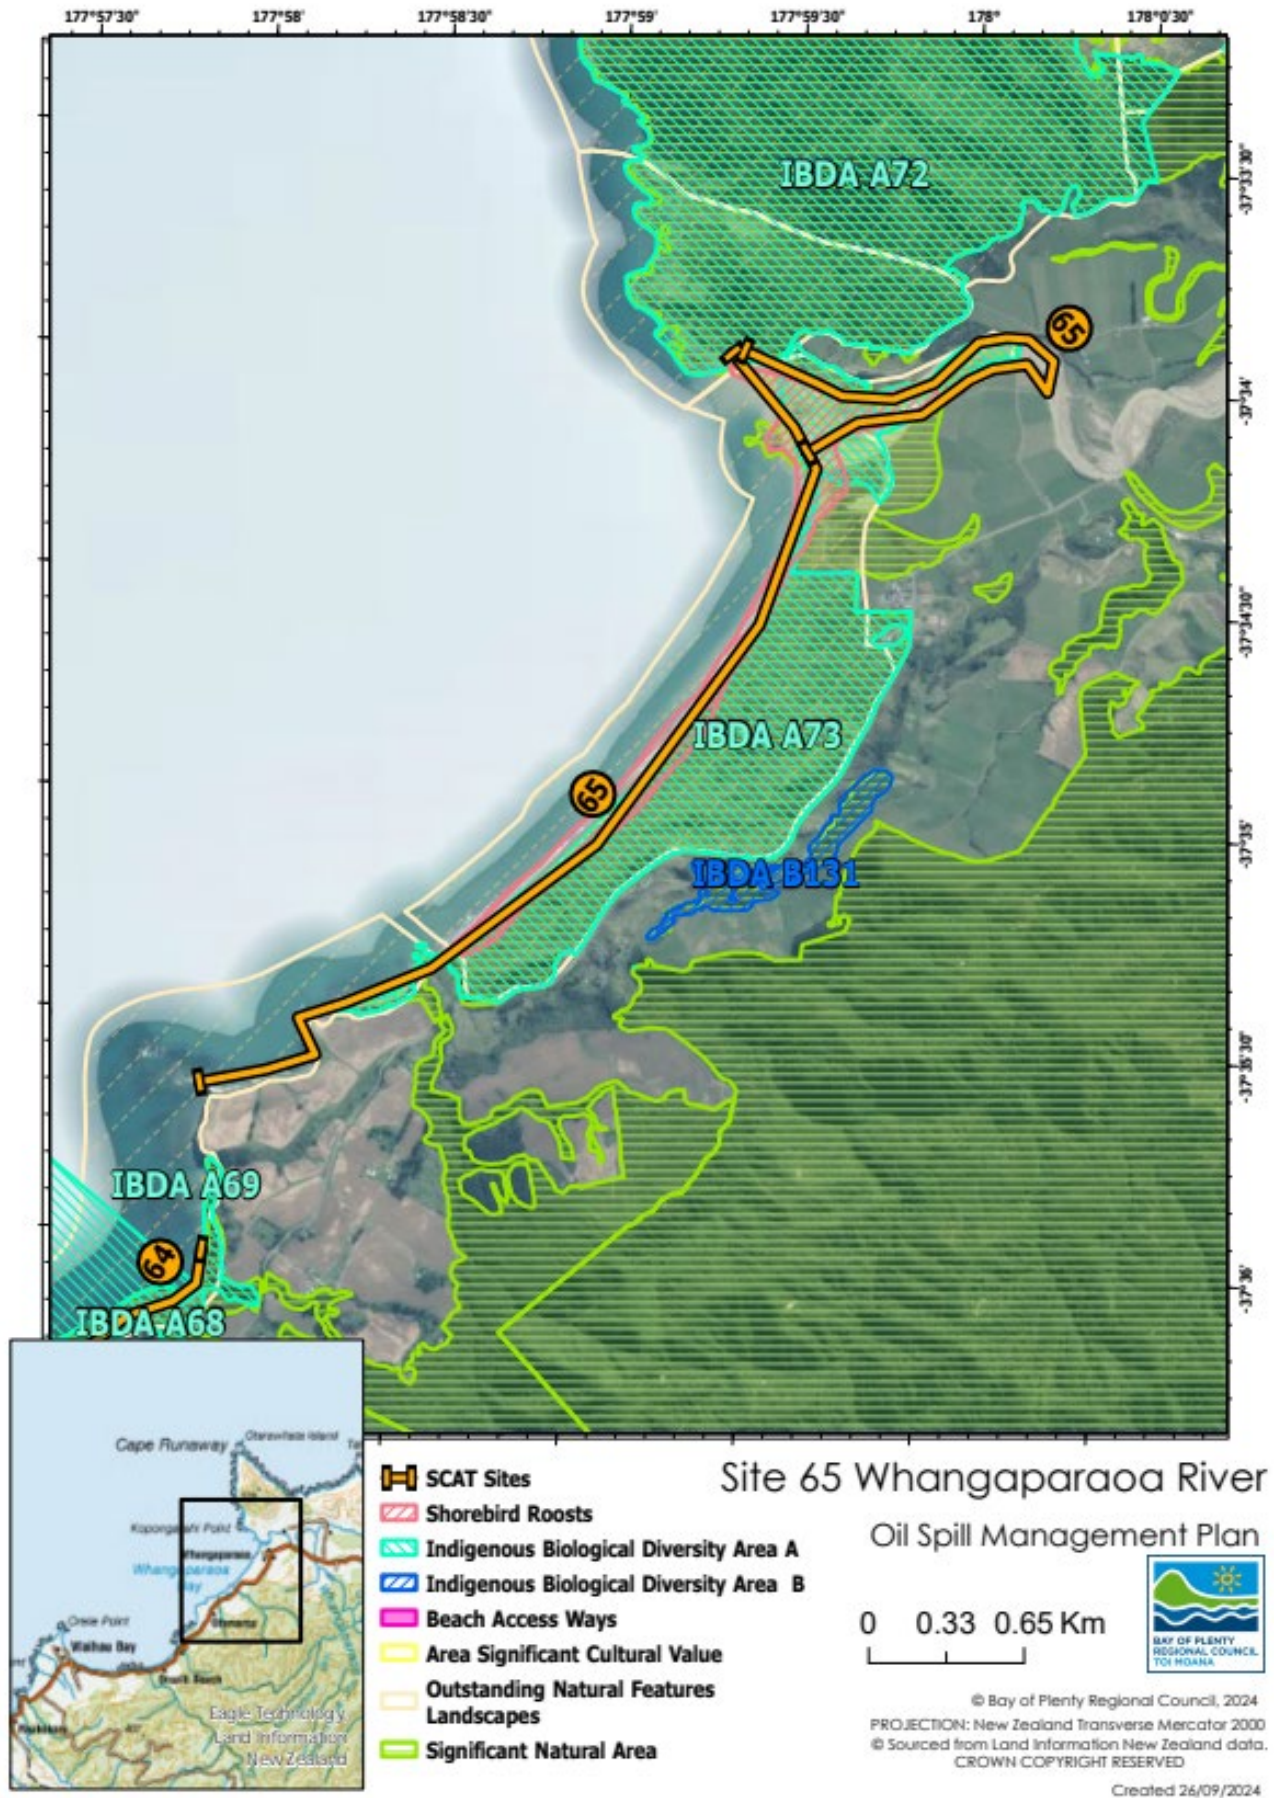 177°57'30"
177°58'
177°58'30"
177°59'
177°59'30"
178°
178°0'30"
IBDA A72
-37°33'30"
65
-37°34'
-37°34'30"
IBDA A73
65
-37°35'
IBDA B131
-37°35'30"
IBDA A69
64
-37°36'
IBDA A68
Cape Runaway
Otarawhata Island
Whangaparaoa
Whangaparaoa
Bay
Orete Point
Waihau Bay
Eagle Technology,
Land Information
New Zealand
SCAT Sites
Shorebird Roosts
Indigenous Biological Diversity Area A
Indigenous Biological Diversity Area B
Beach Access Ways
Area Significant Cultural Value
Outstanding Natural Features
Landscapes
Significant Natural Area
Site 65 Whangaparaoa River
Oil Spill Management Plan
0 0.33 0.65 Km
BAY OF PLENTY
REGIONAL COUNCIL
TOI MOANA
© Bay of Plenty Regional Council, 2024
PROJECTION: New Zealand Transverse Mercator 2000
© Sourced from Land Information New Zealand data.
CROWN COPYRIGHT RESERVED
Created 26/09/2024